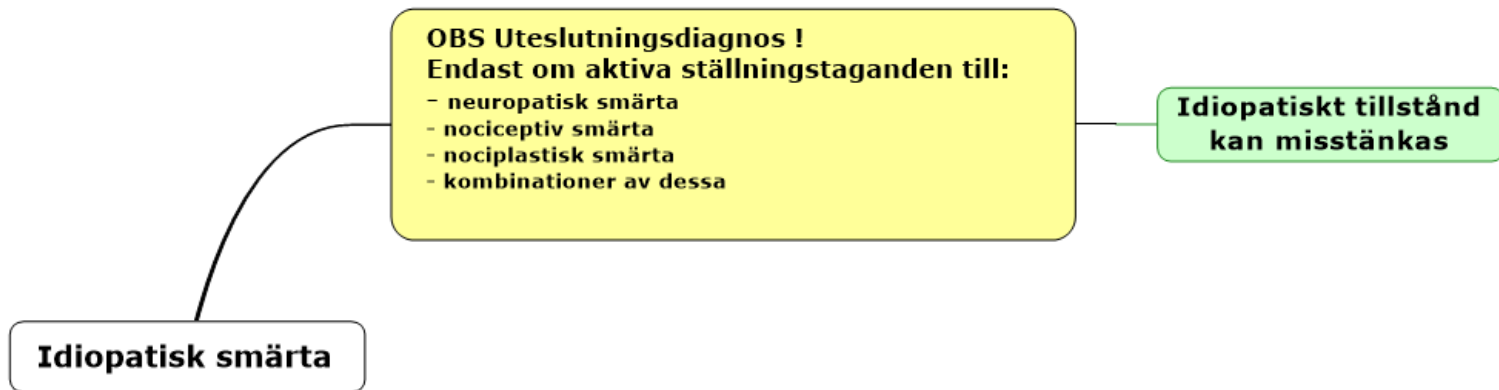 OBS Uteslutningsdiagnos !
Endast om aktiva ställningstaganden till:
- neuropatisk smärta
- nociceptiv smärta
- nociplastisk smärta
- kombinationer av dessa
Idiopatiskt tillstånd
kan misstänkas
Idiopatisk smärta